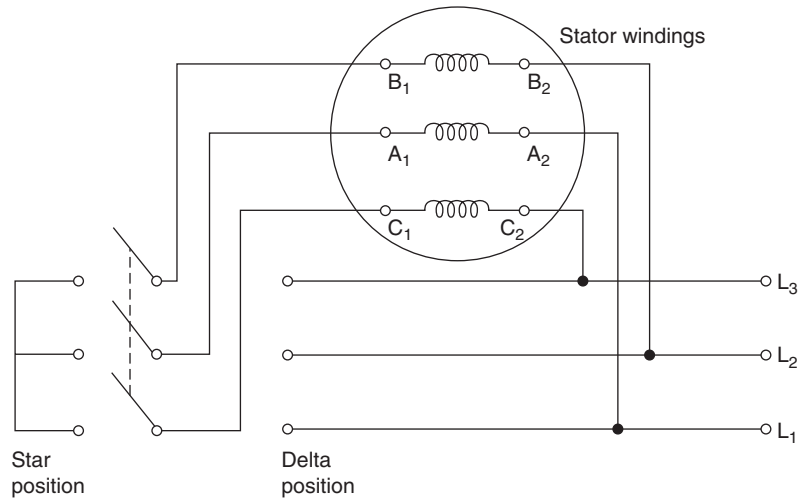 Stator windings
B₁
B₂
A₁
A₂
C₁
C₂
L₃
L₂
L₁
Star
position
Delta
position